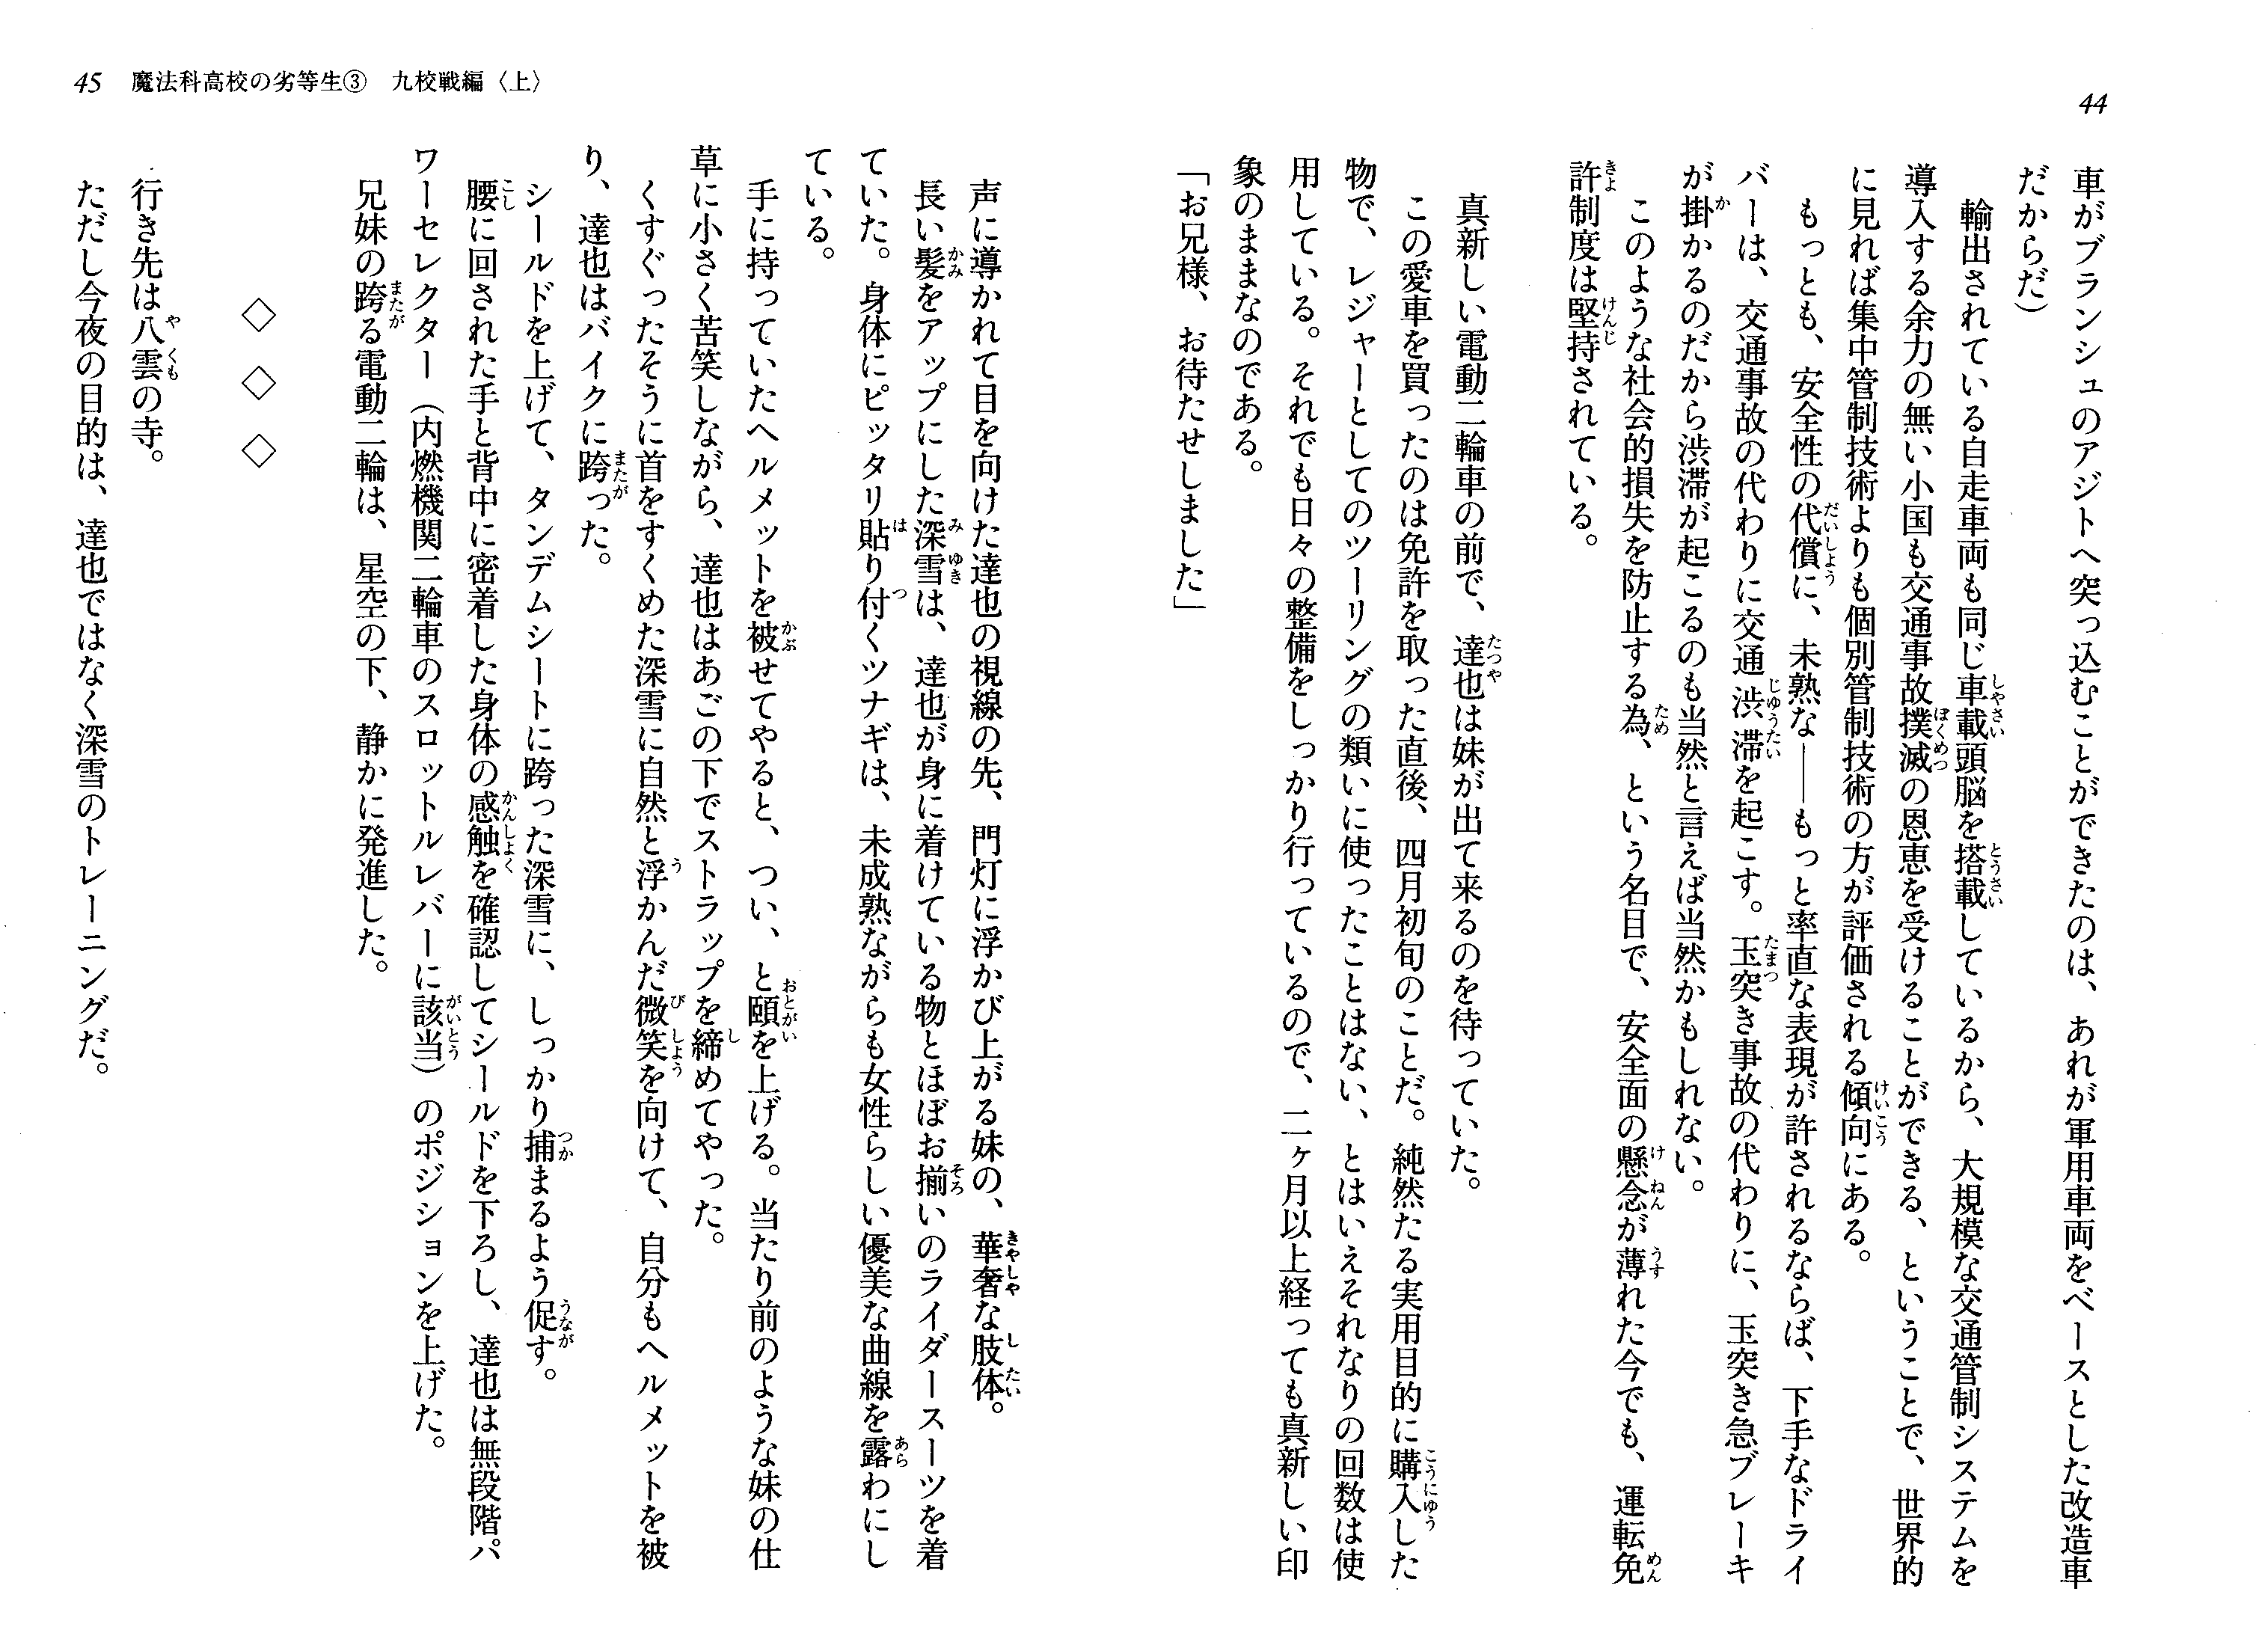 44
車がブランシュのアジトへ突っ込むことができたのは、あれが軍用車両をベースとした改造車
だからだ）
　輸出されている自走車両も同じ車載頭脳を搭載しているから、大規模な交通管制システムを
導入する余力の無い小国も交通事故撲滅の恩恵を受けることができる、ということで、世界的
に見れば集中管制技術よりも個別管制技術の方が評価される傾向にある。
　もっとも、安全性の代償に、未熟な――もっと率直な表現が許されるならば、下手なドライ
バーは、交通事故の代わりに交通渋滞を起こす。玉突き事故の代わりに、玉突き急ブレーキ
が掛かるのだから渋滞が起こるのも当然と言えば当然かもしれない。
　このような社会的損失を防止する為、という名目で、安全面の懸念が薄れた今でも、運転免
許制度は堅持されている。
　真新しい電動二輪車の前で、達也は妹が出て来るのを待っていた。
　この愛車を買ったのは免許を取った直後、四月初旬のことだ。純然たる実用目的に購入した
物で、レジャーとしてのツーリングの類いに使ったことはない、とはいえそれなりの回数は使
用している。それでも日々の整備をしっかり行っているので、二ヶ月以上経っても真新しい印
象のままなのである。
「お兄様、お待たせしました」
45　魔法科高校の劣等生③　九校戦編〈上〉
　声に導かれて目を向けた達也の視線の先、門灯に浮かび上がる妹の、華奢な肢体。
　長い髪をアップにした深雪は、達也が身に着けている物とほぼお揃いのライダースーツを着
ていた。身体にピッタリ貼り付くツナギは、未成熟ながらも女性らしい優美な曲線を露わにし
ている。
　手に持っていたヘルメットを被せてやると、つい、と頤を上げる。当たり前のような妹の仕
草に小さく苦笑しながら、達也はあごの下でストラップを締めてやった。
　くすぐったそうに首をすくめた深雪に自然と浮かんだ微笑を向けて、自分もヘルメットを被
り、達也はバイクに跨った。
　シールドを上げて、タンデムシートに跨った深雪に、しっかり捕まるよう促す。
　腰に回された手と背中に密着した身体の感触を確認してシールドを下ろし、達也は無段階パ
ワーセレクター（内燃機関二輪車のスロットルレバーに該当）のポジションを上げた。
　兄妹の跨る電動二輪は、星空の下、静かに発進した。
◇　◇　◇
　行き先は八雲の寺。
　ただし今夜の目的は、達也ではなく深雪のトレーニングだ。